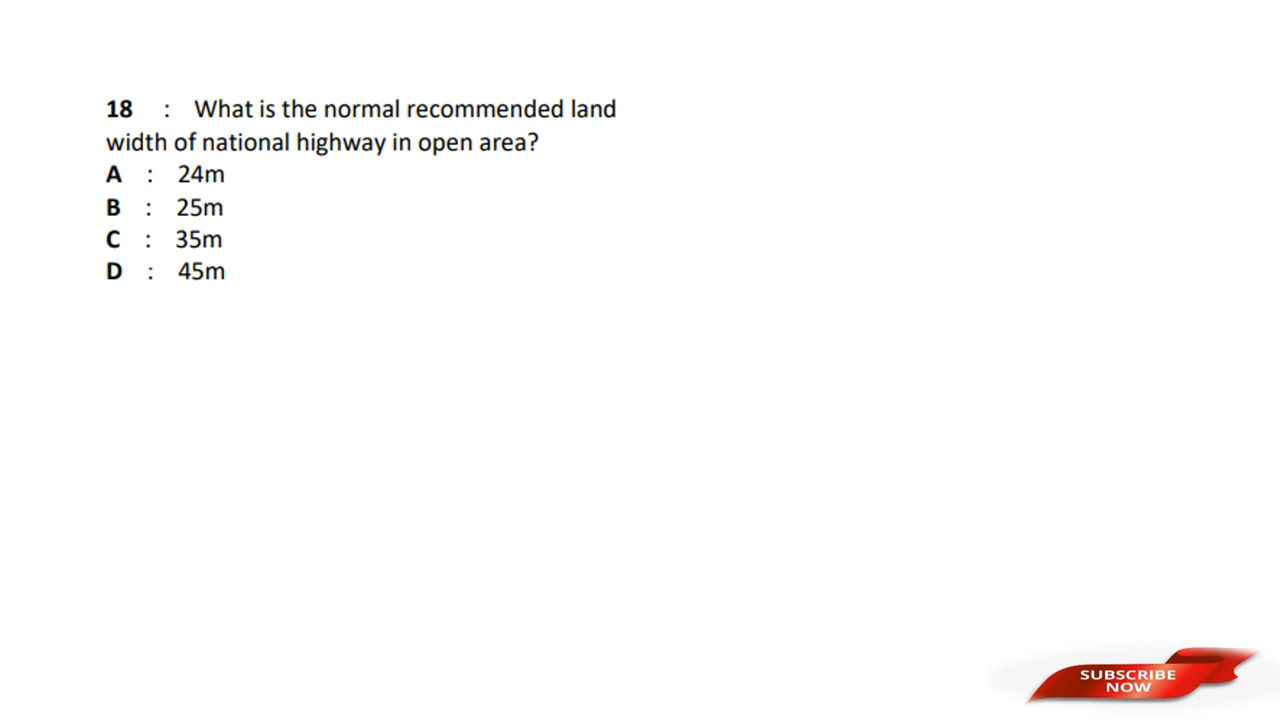 18 : What is the normal recommended land
width of national highway in open area?
A : 24m
B : 25m
C : 35m
D : 45m
SUBSCRIBE
NOW